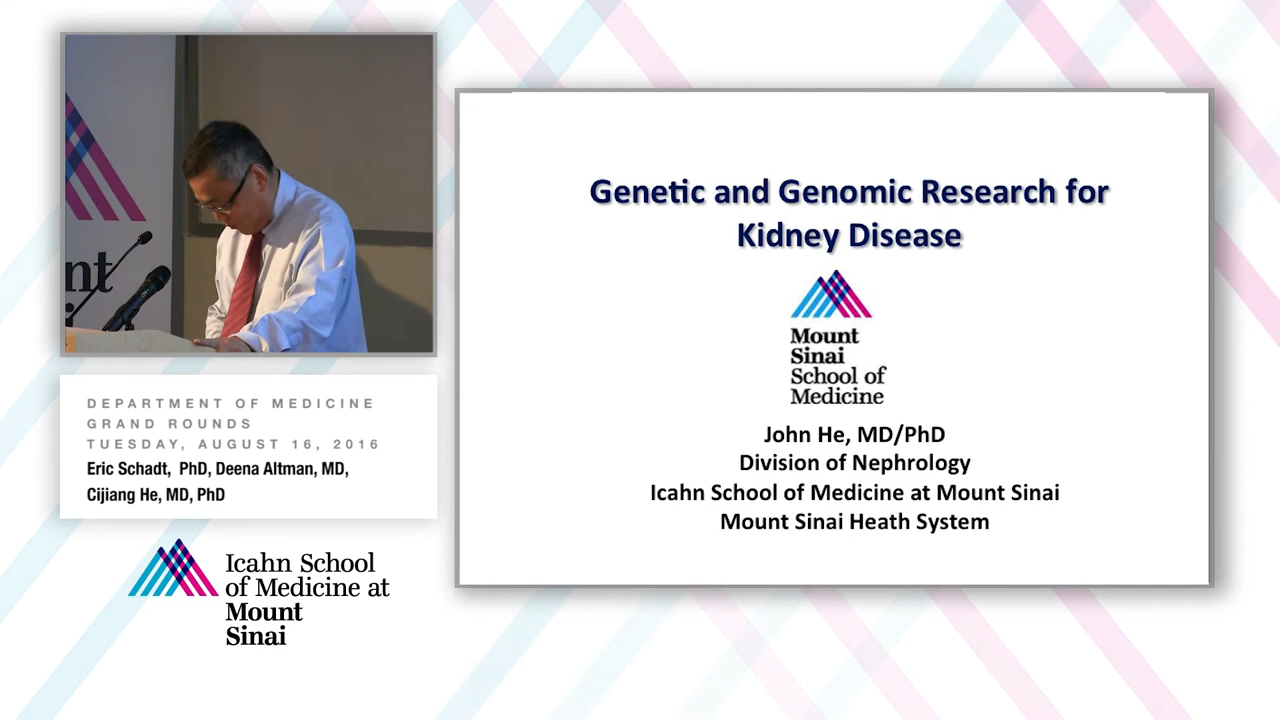 nt
DEPARTMENT OF MEDICINE
GRAND ROUNDS
TUESDAY, AUGUST 16, 2016
Eric Schadt, PhD, Deena Altman, MD,
Cijiang He, MD, PhD
Icahn School
of Medicine at
Mount
Sinai
Genetic and Genomic Research for
Kidney Disease
Mount
Sinai
School of
Medicine
John He, MD/PhD
Division of Nephrology
Icahn School of Medicine at Mount Sinai
Mount Sinai Heath System